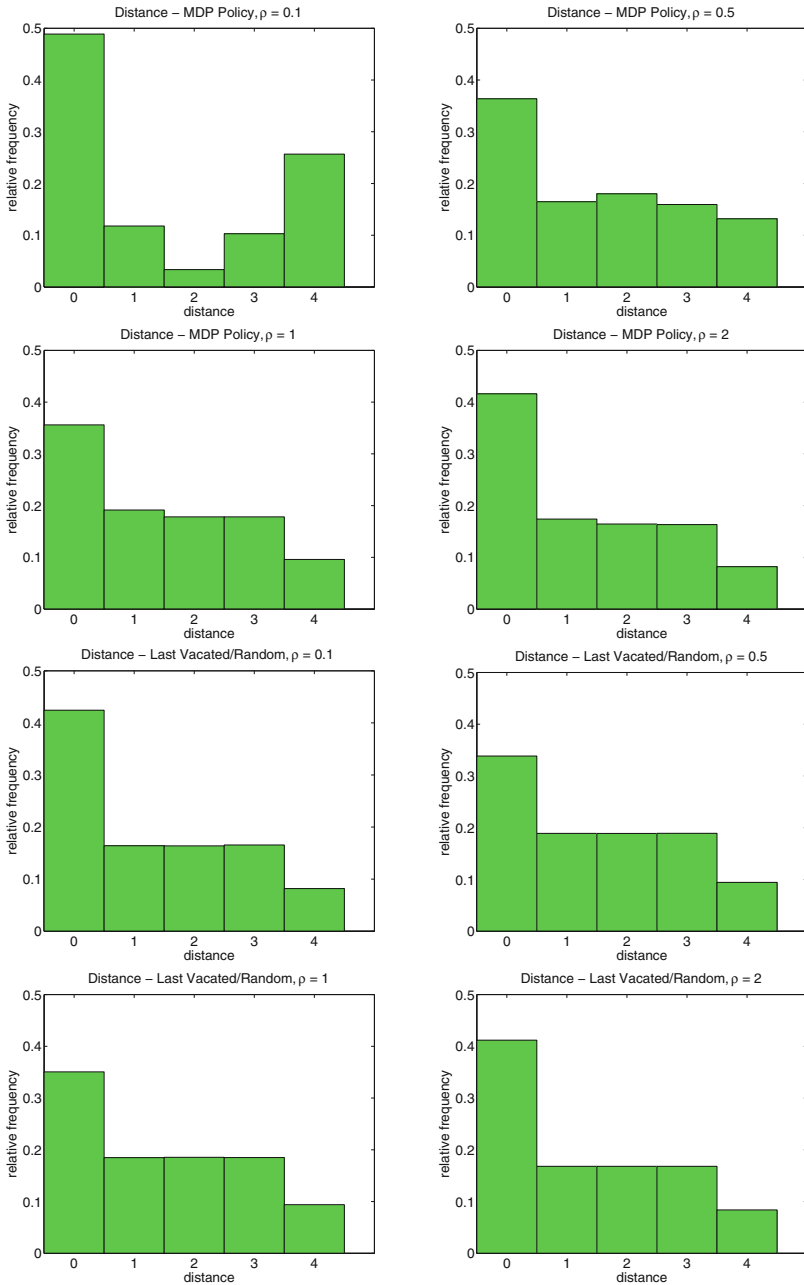 Distance – MDP Policy, ρ = 0.1
0.5
0.4
0.3
0.2
0.1
0
relative frequency
0 1 2 3 4
distance
Distance – MDP Policy, ρ = 0.5
0.5
0.4
0.3
0.2
0.1
0
relative frequency
0 1 2 3 4
distance
Distance – MDP Policy, ρ = 1
0.5
0.4
0.3
0.2
0.1
0
relative frequency
0 1 2 3 4
distance
Distance – MDP Policy, ρ = 2
0.5
0.4
0.3
0.2
0.1
0
relative frequency
0 1 2 3 4
distance
Distance – Last Vacated/Random, ρ = 0.1
0.5
0.4
0.3
0.2
0.1
0
relative frequency
0 1 2 3 4
distance
Distance – Last Vacated/Random, ρ = 0.5
0.5
0.4
0.3
0.2
0.1
0
relative frequency
0 1 2 3 4
distance
Distance – Last Vacated/Random, ρ = 1
0.5
0.4
0.3
0.2
0.1
0
relative frequency
0 1 2 3 4
distance
Distance – Last Vacated/Random, ρ = 2
0.5
0.4
0.3
0.2
0.1
0
relative frequency
0 1 2 3 4
distance